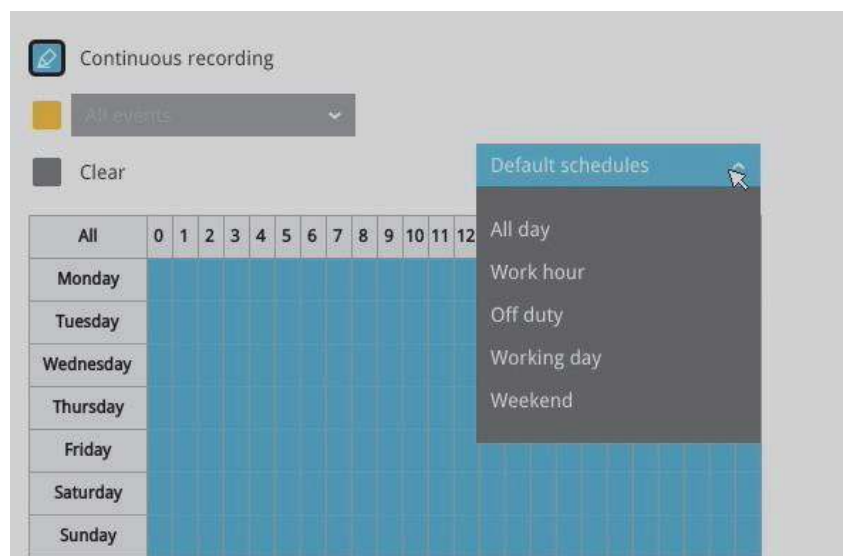 Continuous recording
All events
Clear
Default schedules
All day
Work hour
Off duty
Working day
Weekend
All 0 1 2 3 4 5 6 7 8 9 10 11 12
Monday
Tuesday
Wednesday
Thursday
Friday
Saturday
Sunday